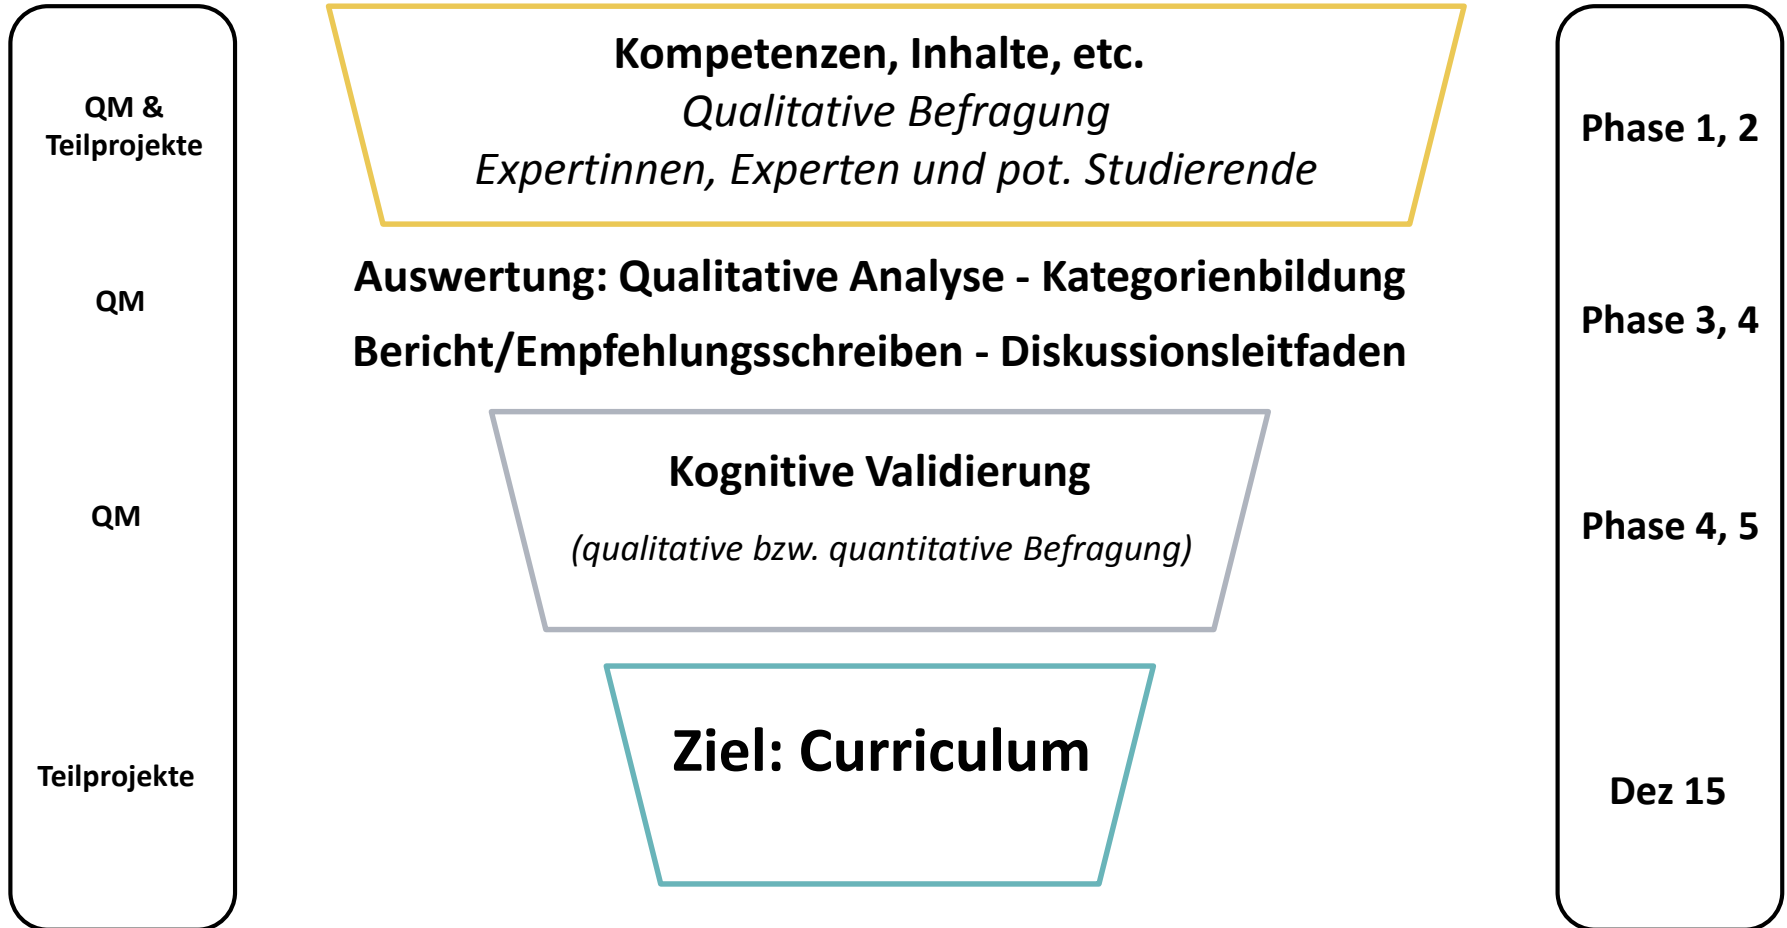 QM &
Teilprojekte
Kompetenzen, Inhalte, etc.
Qualitative Befragung
Expertinnen, Experten und pot. Studierende
Phase 1, 2
QM
Auswertung: Qualitative Analyse - Kategorienbildung
Bericht/Empfehlungsschreiben - Diskussionsleitfaden
Phase 3, 4
QM
Kognitive Validierung
(qualitative bzw. quantitative Befragung)
Phase 4, 5
Teilprojekte
Ziel: Curriculum
Dez 15